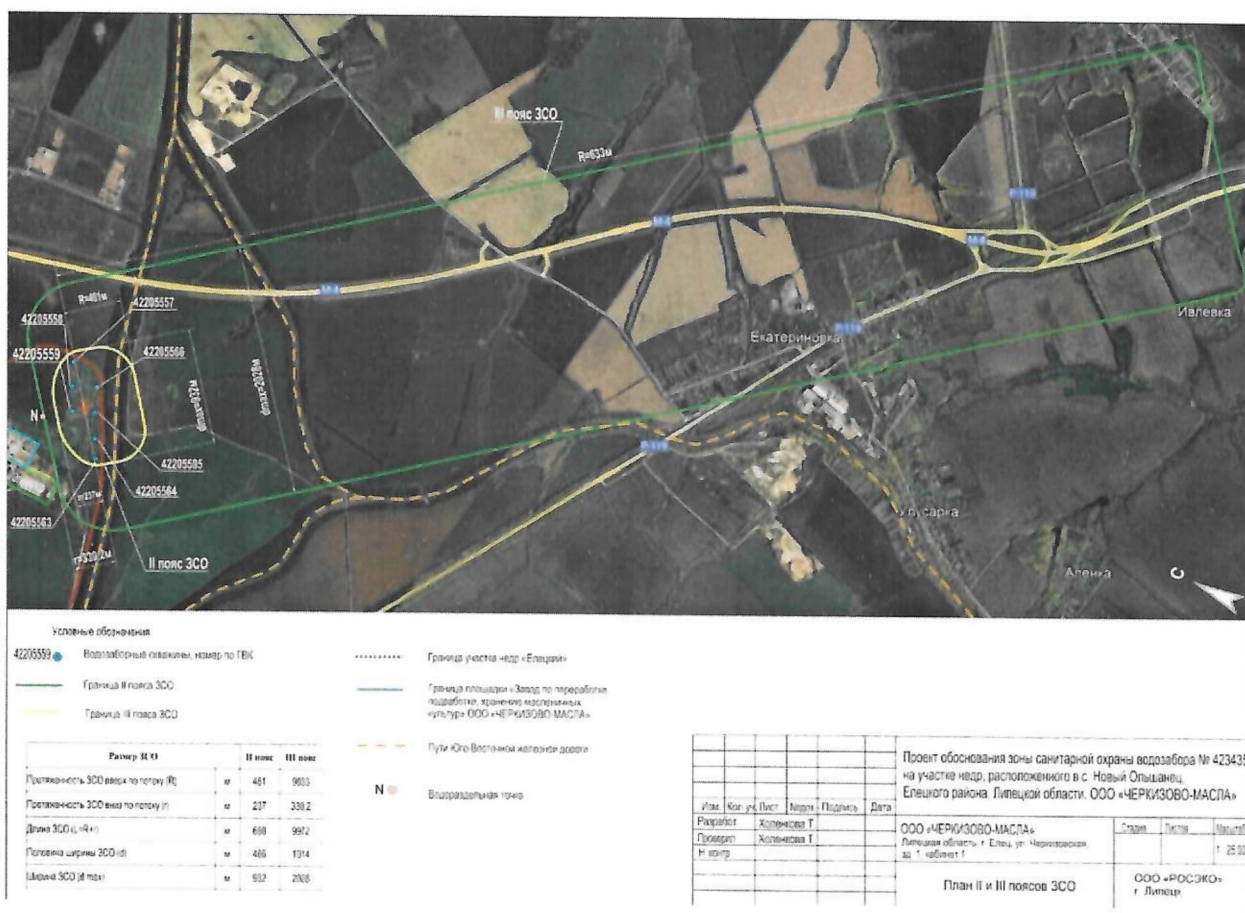 III пояс ЗСО
R=633м
Р-119
М-4
М-4
М-4
R=461м
42205557
42205558
42205559
42205566
dmax=932м
dmax=2028м
N
Екатериновка
Р-119
Ивлевка
42205565
42205564
42205563
r=237м
r=339,2м
II пояс ЗСО
Р-119
Улусарка
Аленка
С
Условные обозначения
42205559 Водозаборные скважины, номер по ГВК
Граница II пояса ЗСО
Граница III пояса ЗСО
Граница участка недр «Елецкий»
Граница площадки «Завод по переработке,
подработке, хранению масленичных
культур» ООО «ЧЕРКИЗОВО-МАСЛА»
Пути Юго-Восточной железной дороги
N Водораздельная точка
Размер ЗСО II пояс III пояс
Протяженность ЗСО вверх по потоку (R) м 461 9633
Протяженность ЗСО вниз по потоку (r) м 237 339,2
Длина ЗСО м 698 9972
Половина ширины ЗСО (d) м 466 1014
Ширина ЗСО (d max) м 932 2028
Проект обоснования зоны санитарной охраны водозабора № 423435
на участке недр, расположенного в с. Новый Ольшанец,
Елецкого района, Липецкой области, ООО «ЧЕРКИЗОВО-МАСЛА»
Изм. Кол.уч. Лист №док. Подпись Дата
Разработ Холенкова Т
Проверил Холенкова Т
Н контр
ООО «ЧЕРКИЗОВО-МАСЛА»
Липецкая область, г. Елец, ул. Черкизовская,
зд. 1, кабинет 1
Стадия Листов Масштаб
План II и III поясов ЗСО
ООО «РОСЭКО»
г. Липецк